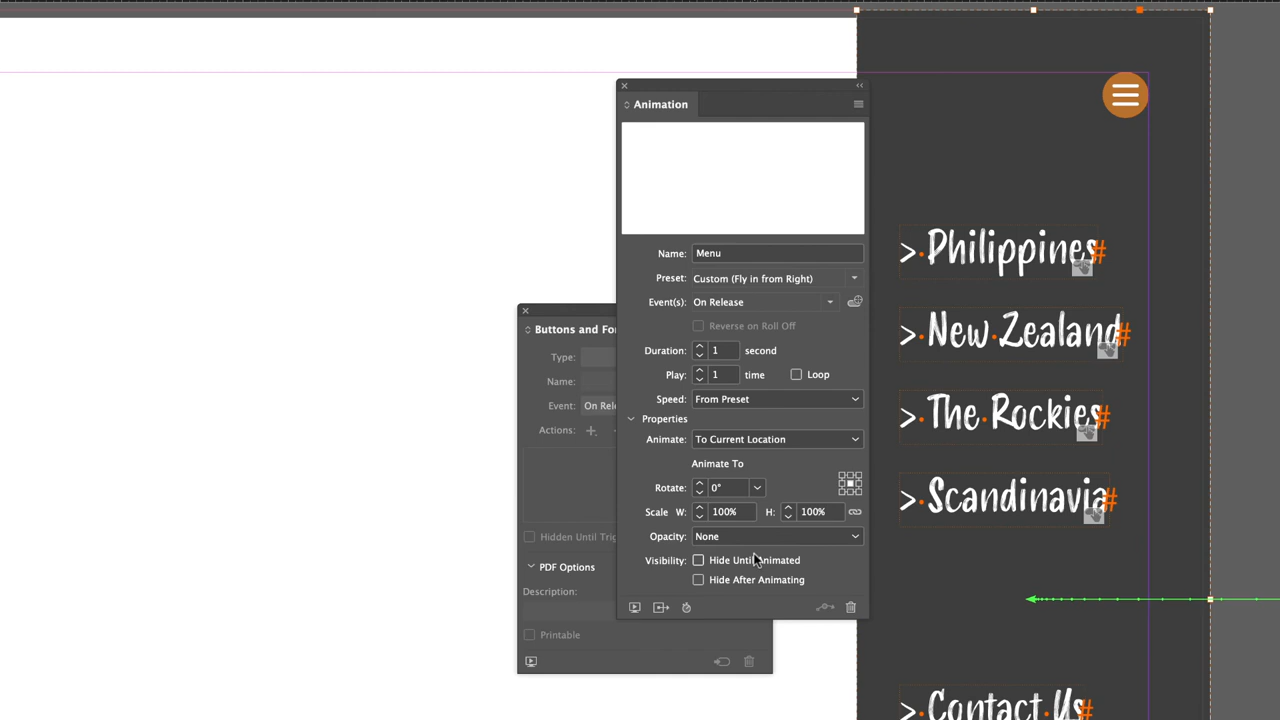 Animation
Name: Menu
Preset: Custom (Fly in from Right)
Event(s): On Release
Reverse on Roll Off
Duration: 1 second
Play: 1 time Loop
Speed: From Preset
Properties
Animate: To Current Location
Animate To
Rotate: 0°
Scale W: 100% H: 100%
Opacity: None
Visibility: Hide Until Animated
Hide After Animating
Buttons and Fo
Type:
Name:
Event: On Rel
Actions:
Hidden Until Trig
PDF Options
Description:
Printable
> Philippines#
> New Zealand#
> The Rockies#
> Scandinavia#
> Contact Us#